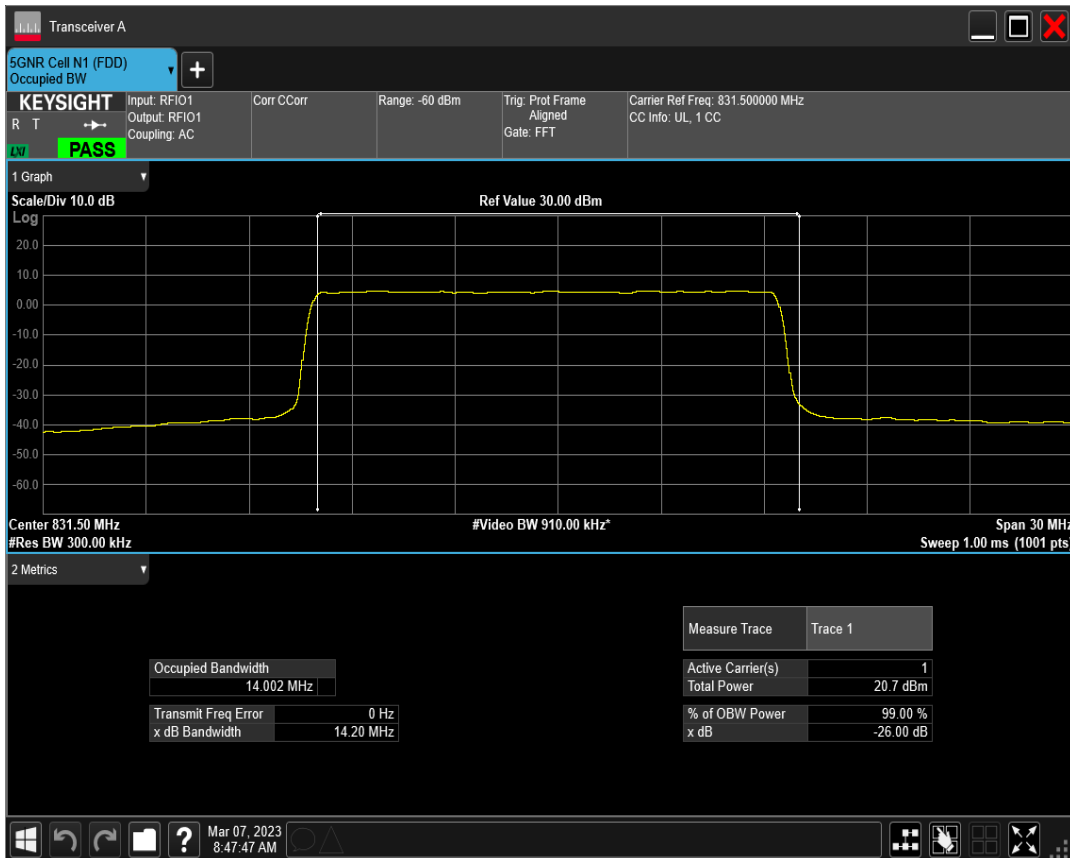 Transceiver A
5GNR Cell N1 (FDD)
Occupied BW
KEYSIGHT
R T
LXI
PASS
Input: RFIO1
Output: RFIO1
Coupling: AC
Corr CCorr
Range: -60 dBm
Trig: Prot Frame
Aligned
Gate: FFT
Carrier Ref Freq: 831.500000 MHz
CC Info: UL, 1 CC
1 Graph
Scale/Div 10.0 dB
Ref Value 30.00 dBm
Log
20.0
10.0
0.00
-10.0
-20.0
-30.0
-40.0
-50.0
-60.0
Center 831.50 MHz
#Video BW 910.00 kHz*
Span 30 MHz
#Res BW 300.00 kHz
Sweep 1.00 ms (1001 pts)
2 Metrics
Measure Trace Trace 1
Occupied Bandwidth
14.002 MHz
Active Carrier(s) 1
Total Power 20.7 dBm
Transmit Freq Error 0 Hz
x dB Bandwidth 14.20 MHz
% of OBW Power 99.00 %
x dB -26.00 dB
?
Mar 07, 2023
8:47:47 AM